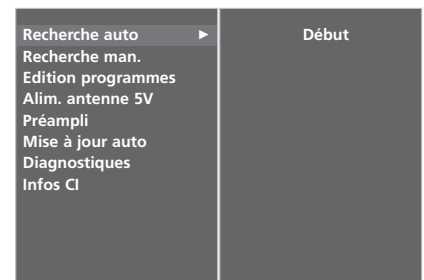 Recherche auto ► Début
Recherche man.
Edition programmes
Alim. antenne 5V
Préampli
Mise à jour auto
Diagnostiques
Infos CI